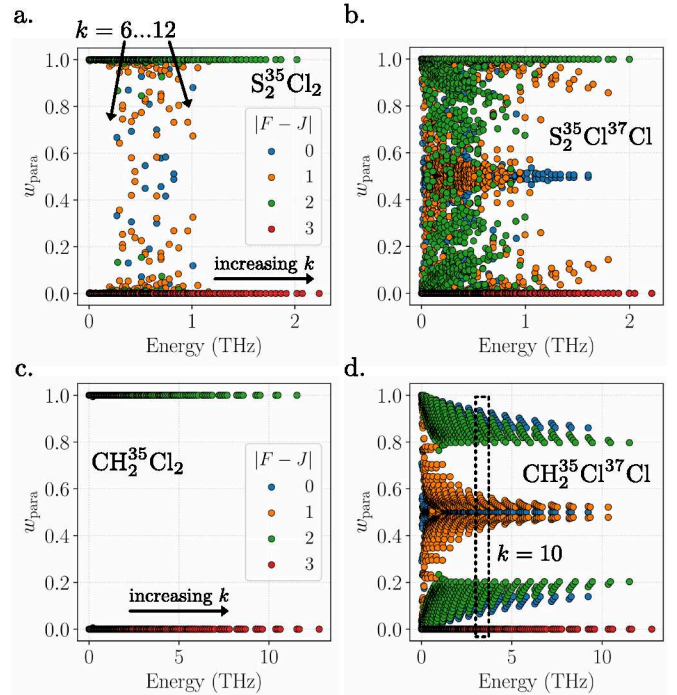 a.
k = 6...12
S₂³⁵Cl₂
|F − J|
0
1
2
3
increasing k
w_para
1.0
0.8
0.6
0.4
0.2
0.0
0
1
2
Energy (THz)
b.
S₂³⁵Cl³⁷Cl
w_para
1.0
0.8
0.6
0.4
0.2
0.0
0
1
2
Energy (THz)
c.
CH₂³⁵Cl₂
|F − J|
0
1
2
3
increasing k
w_para
1.0
0.8
0.6
0.4
0.2
0.0
0
5
10
Energy (THz)
d.
CH₂³⁵Cl³⁷Cl
k = 10
w_para
1.0
0.8
0.6
0.4
0.2
0.0
0
5
10
Energy (THz)